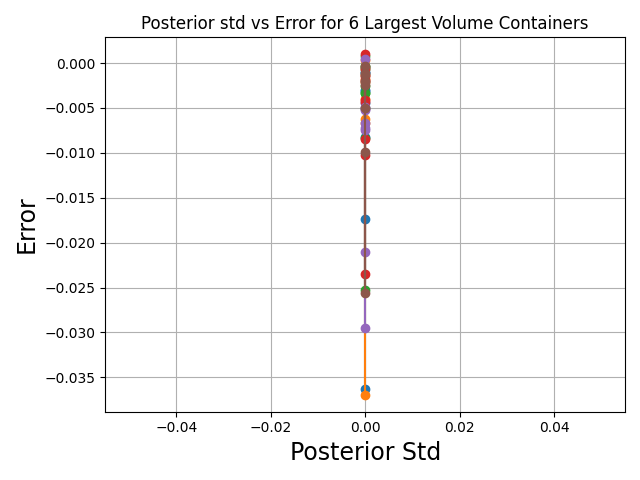 Posterior std vs Error for 6 Largest Volume Containers
0.000
−0.005
−0.010
−0.015
−0.020
−0.025
−0.030
−0.035
Error
−0.04 −0.02 0.00 0.02 0.04
Posterior Std